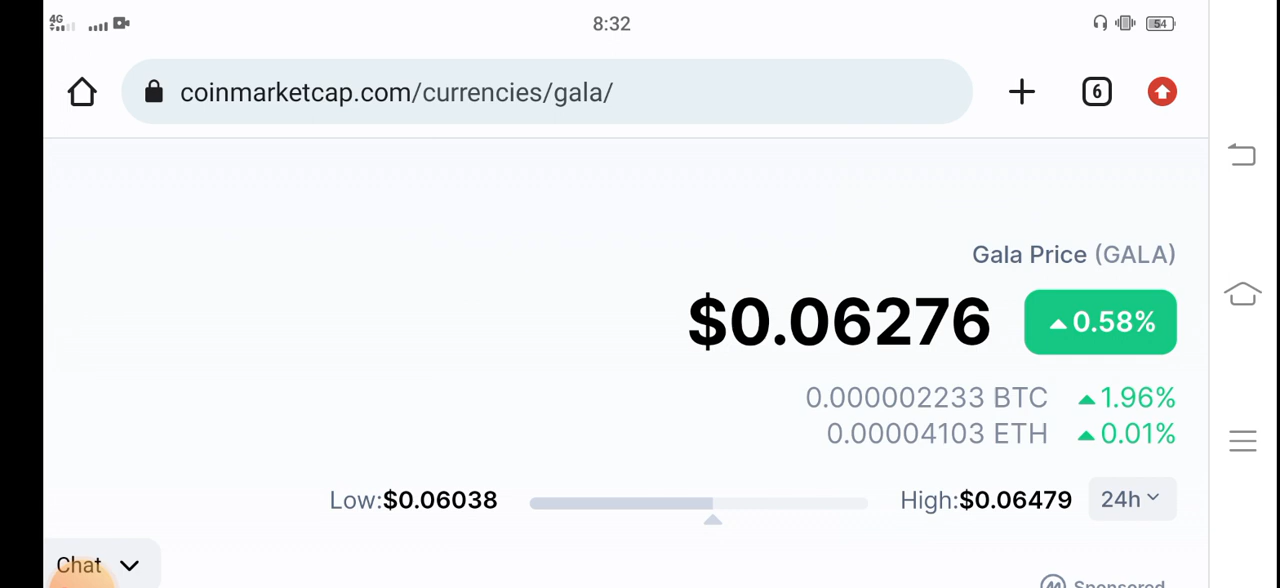 4G 8:32 54
coinmarketcap.com/currencies/gala/ 6
Gala Price (GALA)
$0.06276 0.58%
0.000002233 BTC 1.96%
0.00004103 ETH 0.01%
Low:$0.06038 High:$0.06479 24h
Chat
Sponsored